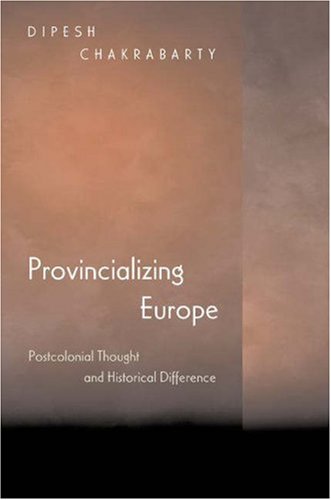 DIPESH
CHAKRABARTY
Provincializing
Europe
Postcolonial Thought
and Historical Difference